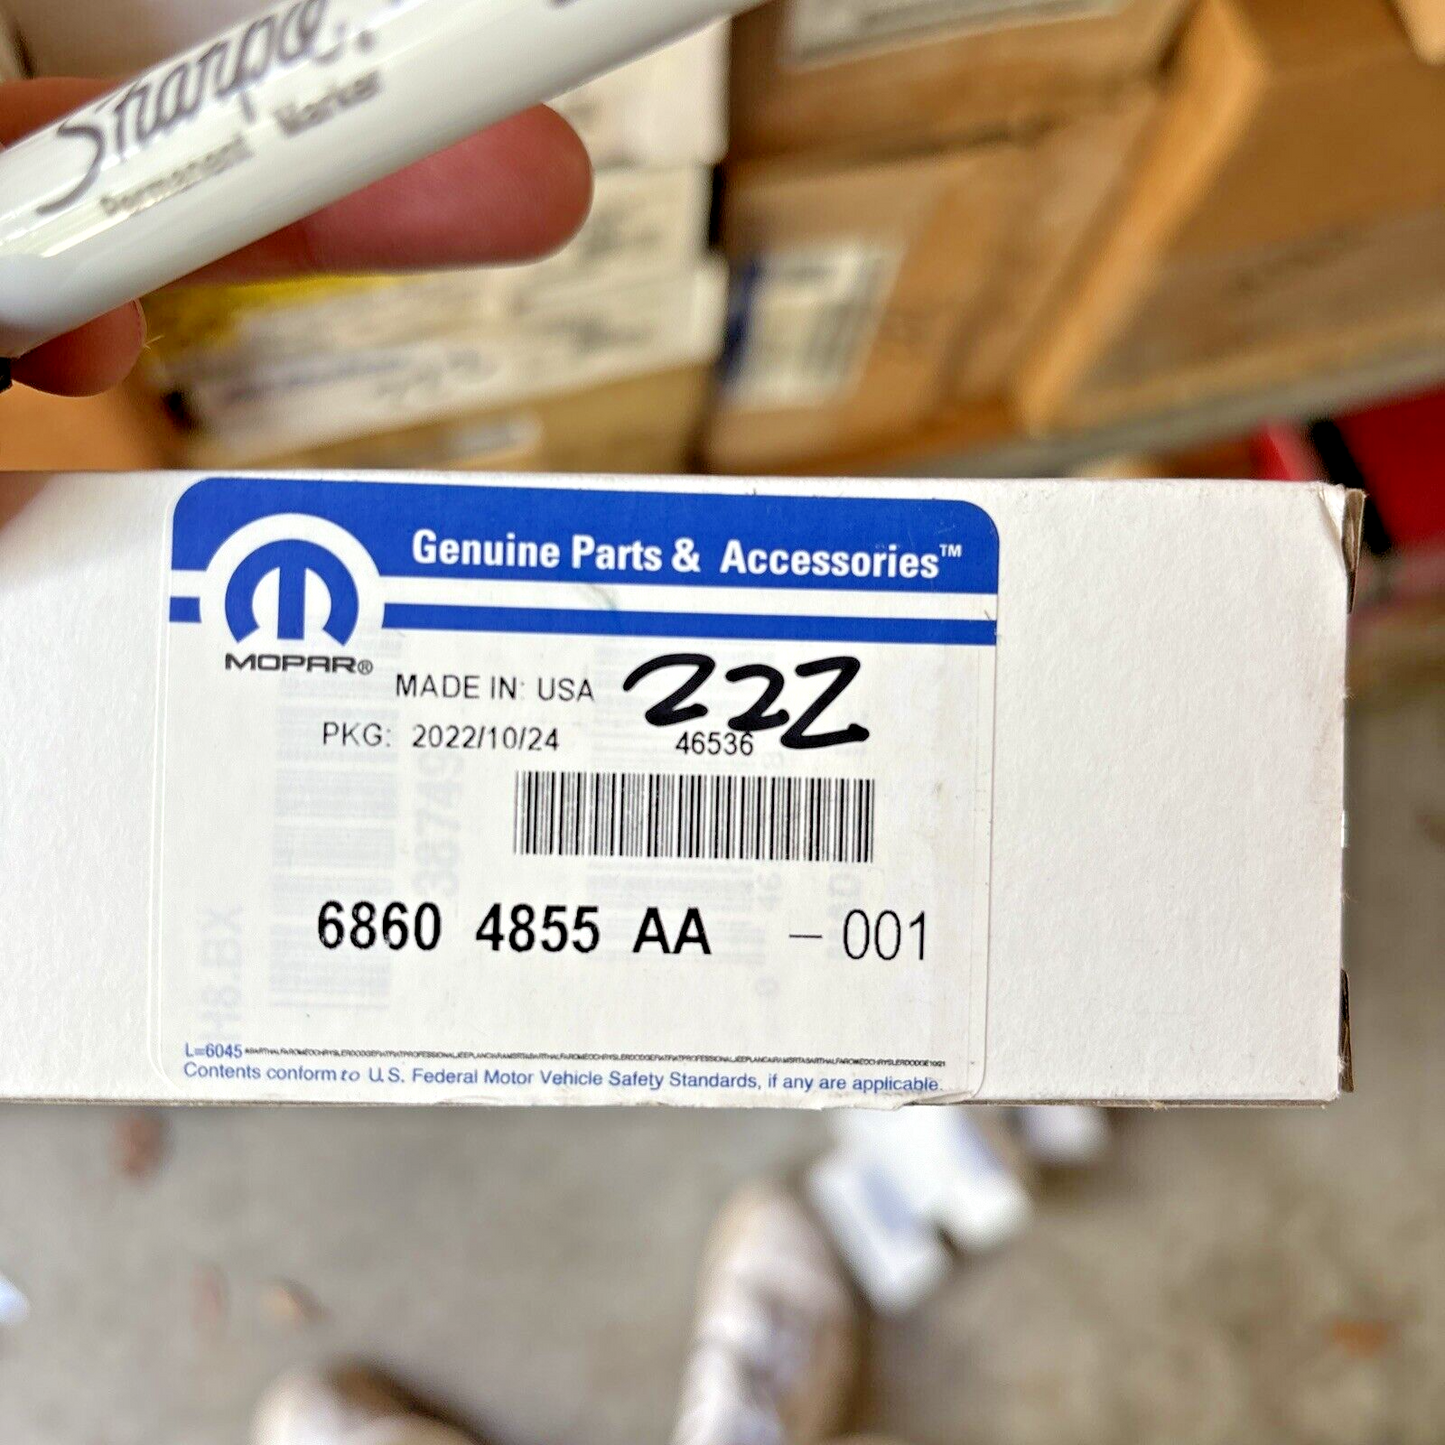 Sharpie
Permanent Marker
Genuine Parts & Accessories™
MOPAR®
MADE IN: USA
22Z
PKG: 2022/10/24
46536
6860 4855 AA – 001
L=6045
Contents conform to U.S. Federal Motor Vehicle Safety Standards, if any are applicable.